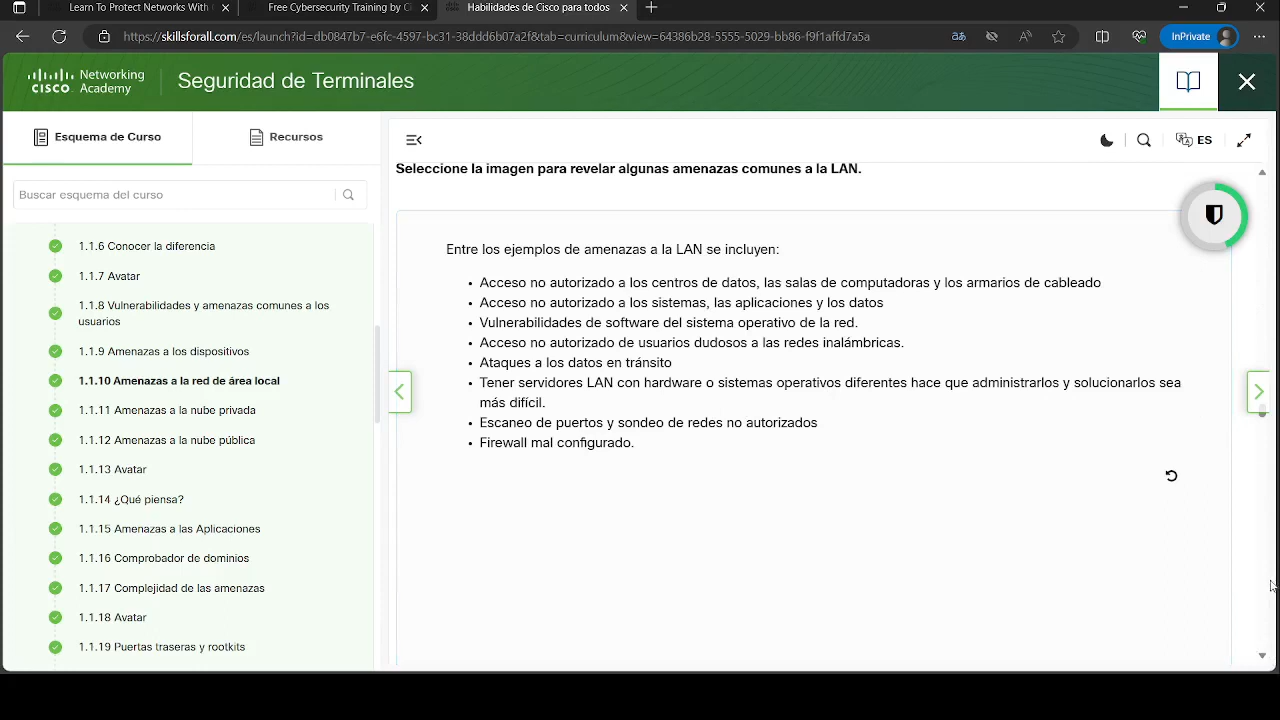 Learn To Protect Networks With
Free Cybersecurity Training by Ci
Habilidades de Cisco para todos
https://skillsforall.com/es/launch?id=db0847b7-e6fc-4597-bc31-38ddd6b07a2f&tab=curriculum&view=64386b28-5555-5029-bb86-f9f1affd7a5a
InPrivate
CISCO Networking Academy
Seguridad de Terminales
Esquema de Curso
Recursos
ES
Buscar esquema del curso
1.1.6 Conocer la diferencia
1.1.7 Avatar
1.1.8 Vulnerabilidades y amenazas comunes a los
usuarios
1.1.9 Amenazas a los dispositivos
1.1.10 Amenazas a la red de área local
1.1.11 Amenazas a la nube privada
1.1.12 Amenazas a la nube pública
1.1.13 Avatar
1.1.14 ¿Qué piensa?
1.1.15 Amenazas a las Aplicaciones
1.1.16 Comprobador de dominios
1.1.17 Complejidad de las amenazas
1.1.18 Avatar
1.1.19 Puertas traseras y rootkits
Seleccione la imagen para revelar algunas amenazas comunes a la LAN.
Entre los ejemplos de amenazas a la LAN se incluyen:
• Acceso no autorizado a los centros de datos, las salas de computadoras y los armarios de cableado
• Acceso no autorizado a los sistemas, las aplicaciones y los datos
• Vulnerabilidades de software del sistema operativo de la red.
• Acceso no autorizado de usuarios dudosos a las redes inalámbricas.
• Ataques a los datos en tránsito
• Tener servidores LAN con hardware o sistemas operativos diferentes hace que administrarlos y solucionarlos sea
más difícil.
• Escaneo de puertos y sondeo de redes no autorizados
• Firewall mal configurado.